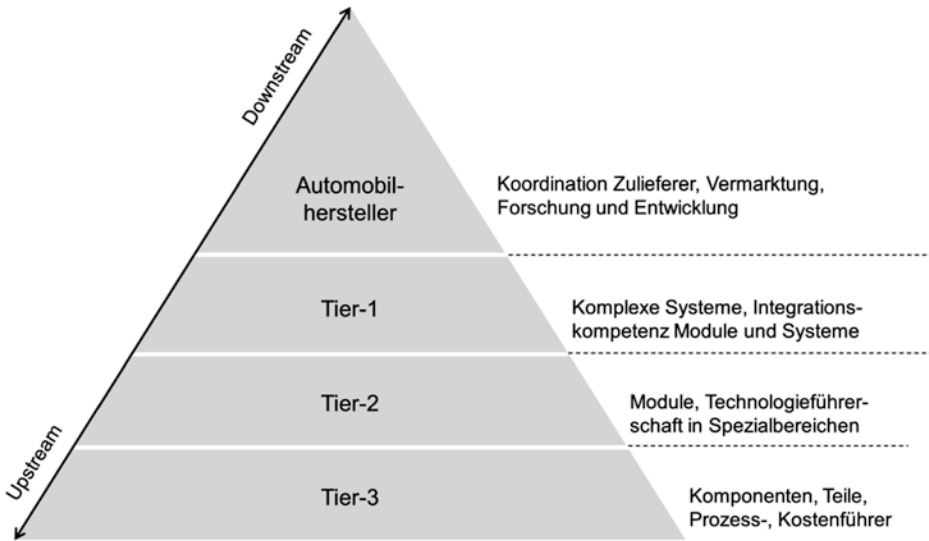 Downstream
Automobil-
hersteller
Koordination Zulieferer, Vermarktung,
Forschung und Entwicklung
Tier-1
Komplexe Systeme, Integrations-
kompetenz Module und Systeme
Tier-2
Module, Technologieführer-
schaft in Spezialbereichen
Upstream
Tier-3
Komponenten, Teile,
Prozess-, Kostenführer